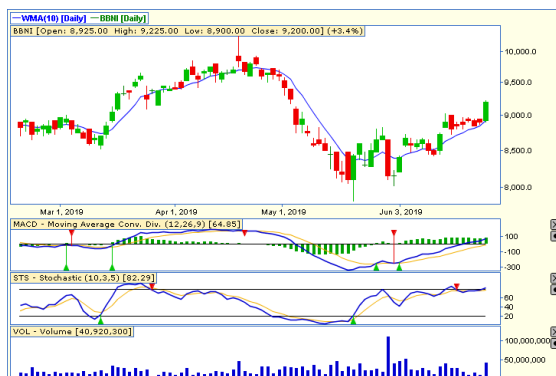 WMA(10) [Daily] BBNI [Daily]
BBNI [Open: 8,925.00 High: 9,225.00 Low: 8,900.00 Close: 9,200.00] (+3.4%)
10,000.0
9,500.0
9,000.0
8,500.0
8,000.0
Mar 1, 2019 Apr 1, 2019 May 1, 2019 Jun 3, 2019
MACD - Moving Average Conv. Div. (12,26,9) [64.85]
100
-100
-300
STS - Stochastic (10,3,5) [82.29]
60
40
20
VOL - Volume [40,920,300]
100,000,000
50,000,000